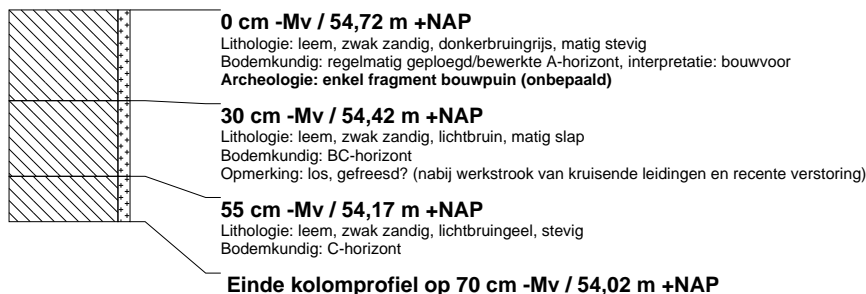 0 cm -Mv / 54,72 m +NAP
Lithologie: leem, zwak zandig, donkerbruingrijs, matig stevig
Bodemkundig: regelmatig geploegd/bewerkte A-horizont, interpretatie: bouwvoor
Archeologie: enkel fragment bouwpuin (onbepaald)
30 cm -Mv / 54,42 m +NAP
Lithologie: leem, zwak zandig, lichtbruin, matig slap
Bodemkundig: BC-horizont
Opmerking: los, gefreesd? (nabij werkstrook van kruisende leidingen en recente verstoring)
55 cm -Mv / 54,17 m +NAP
Lithologie: leem, zwak zandig, lichtbruingeel, stevig
Bodemkundig: C-horizont
Einde kolomprofiel op 70 cm -Mv / 54,02 m +NAP